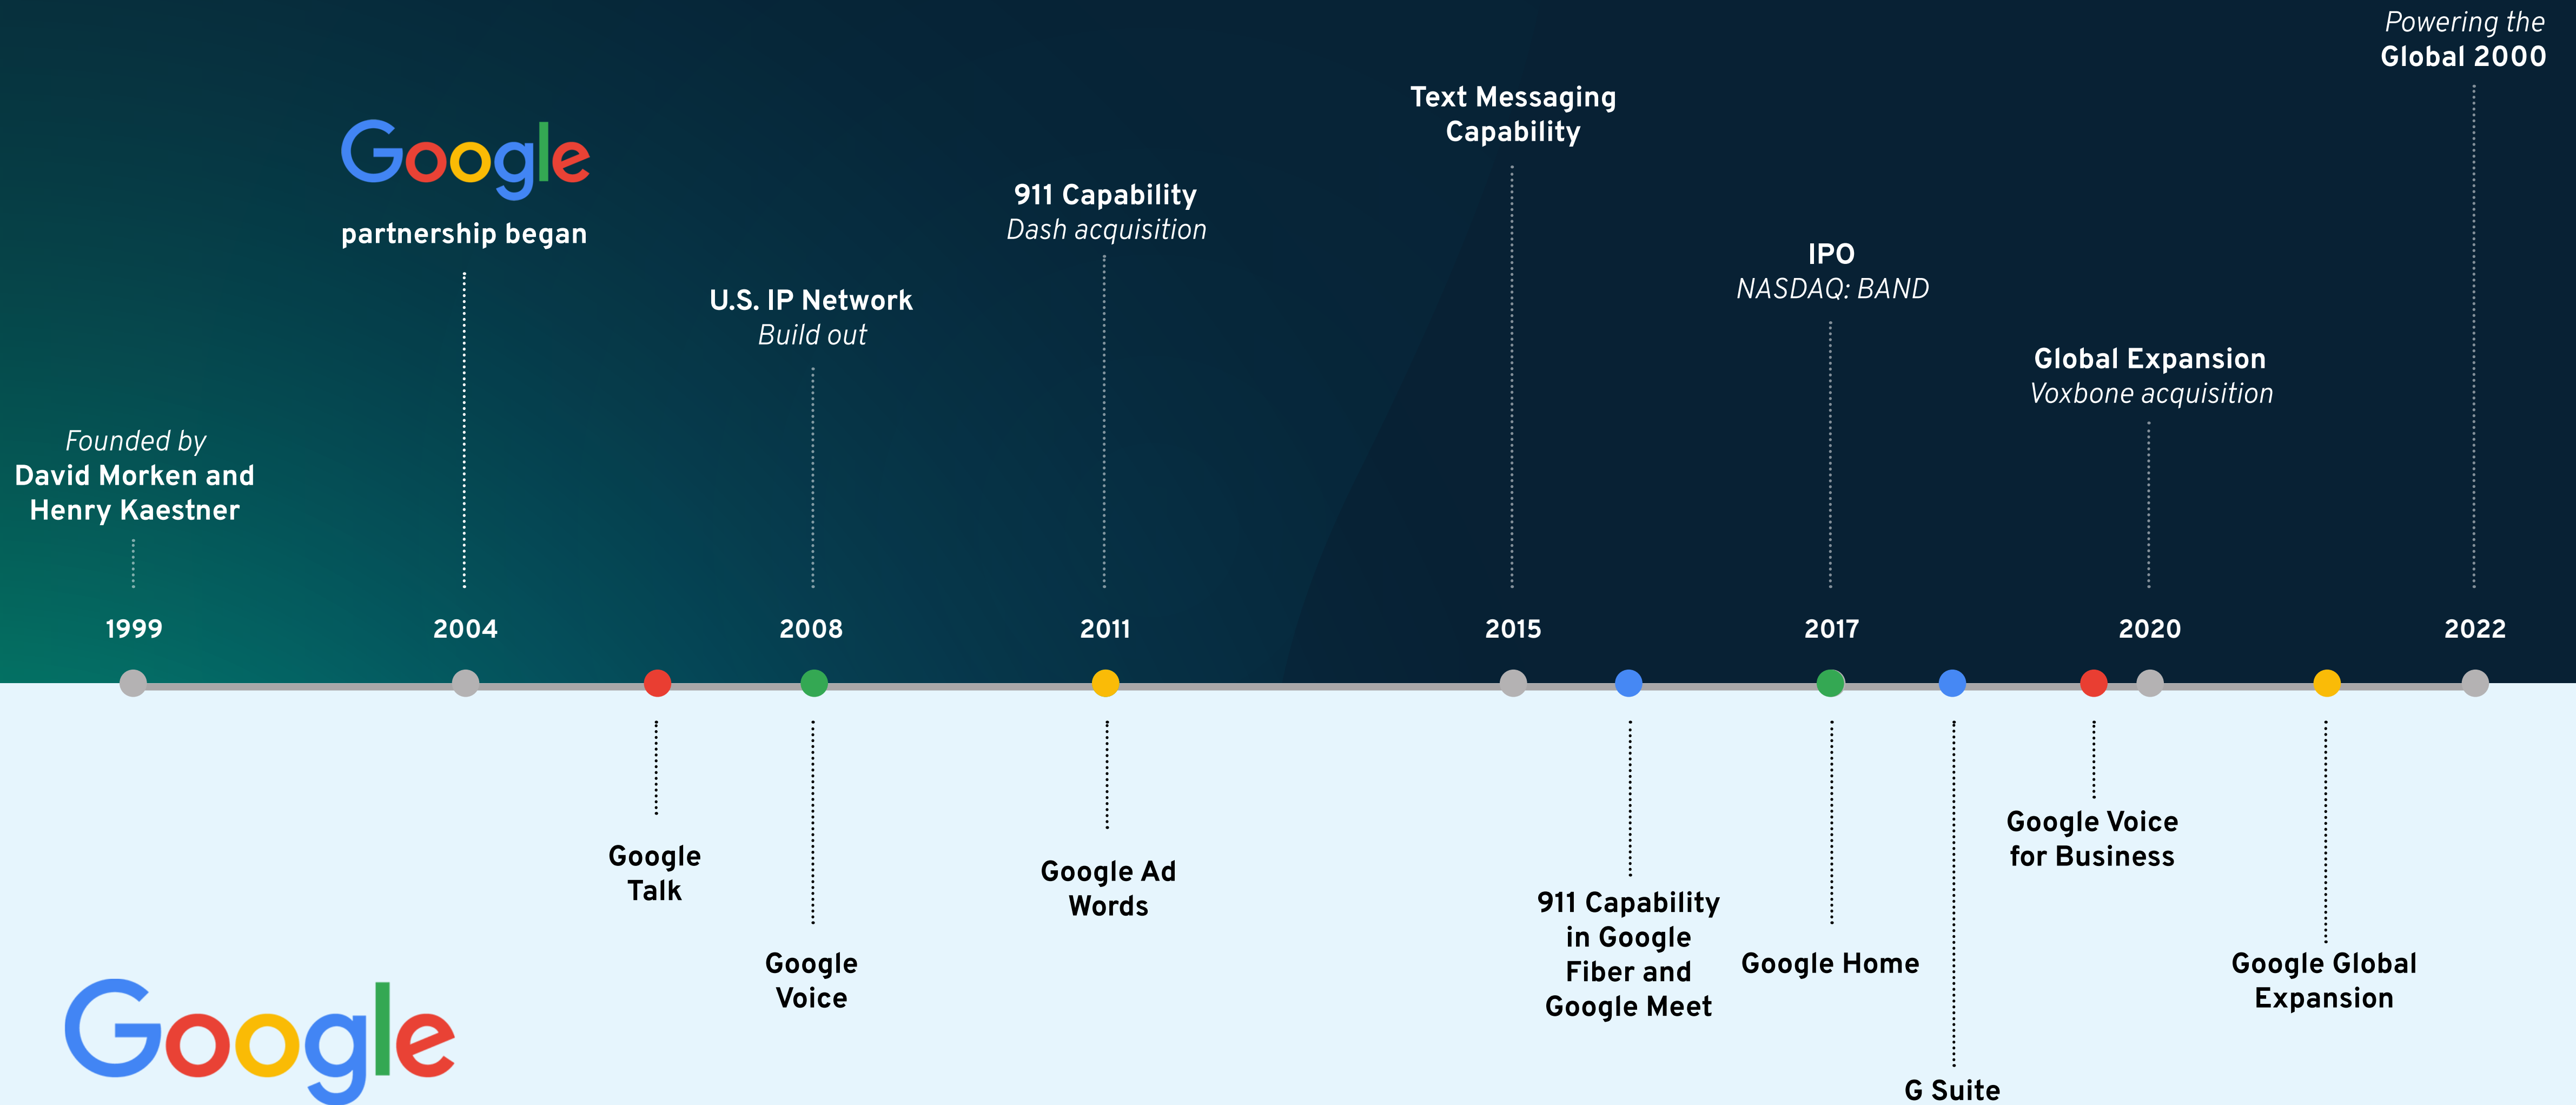 Powering the
Global 2000
Text Messaging
Capability
Google
partnership began
911 Capability
Dash acquisition
IPO
NASDAQ: BAND
U.S. IP Network
Build out
Global Expansion
Voxbone acquisition
Founded by
David Morken and
Henry Kaestner
1999
2004
2008
2011
2015
2017
2020
2022
Google
Talk
Google
Voice
Google Ad
Words
911 Capability
in Google
Fiber and
Google Meet
Google Home
G Suite
Google Voice
for Business
Google Global
Expansion
Google